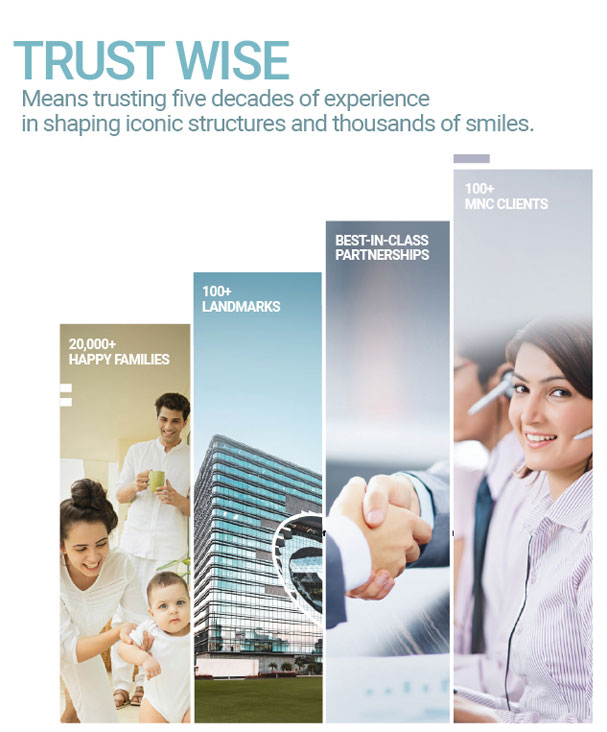 TRUST WISE
Means trusting five decades of experience
in shaping iconic structures and thousands of smiles.
20,000+
HAPPY FAMILIES
100+
LANDMARKS
BEST-IN-CLASS
PARTNERSHIPS
100+
MNC CLIENTS